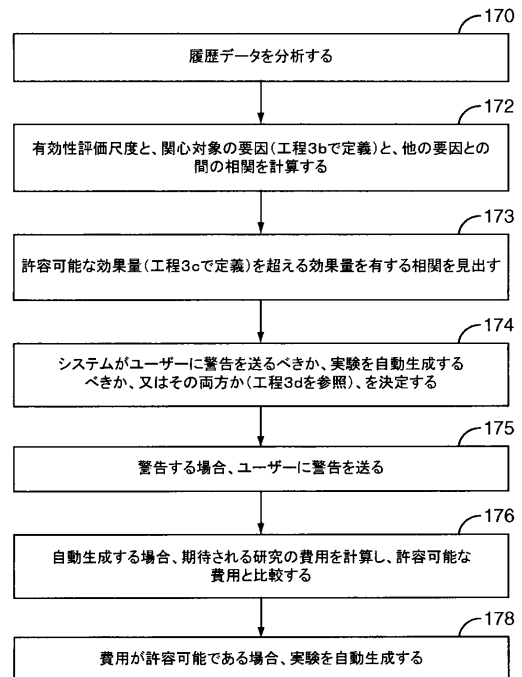 170
履歴データを分析する
172
有効性評価尺度と、関心対象の要因(工程3bで定義)と、他の要因との
間の相関を計算する
173
許容可能な効果量(工程3cで定義)を超える効果量を有する相関を見出す
174
システムがユーザーに警告を送るべきか、実験を自動生成する
べきか、又はその両方か(工程3dを参照)、を決定する
175
警告する場合、ユーザーに警告を送る
176
自動生成する場合、期待される研究の費用を計算し、許容可能な
費用と比較する
178
費用が許容可能である場合、実験を自動生成する